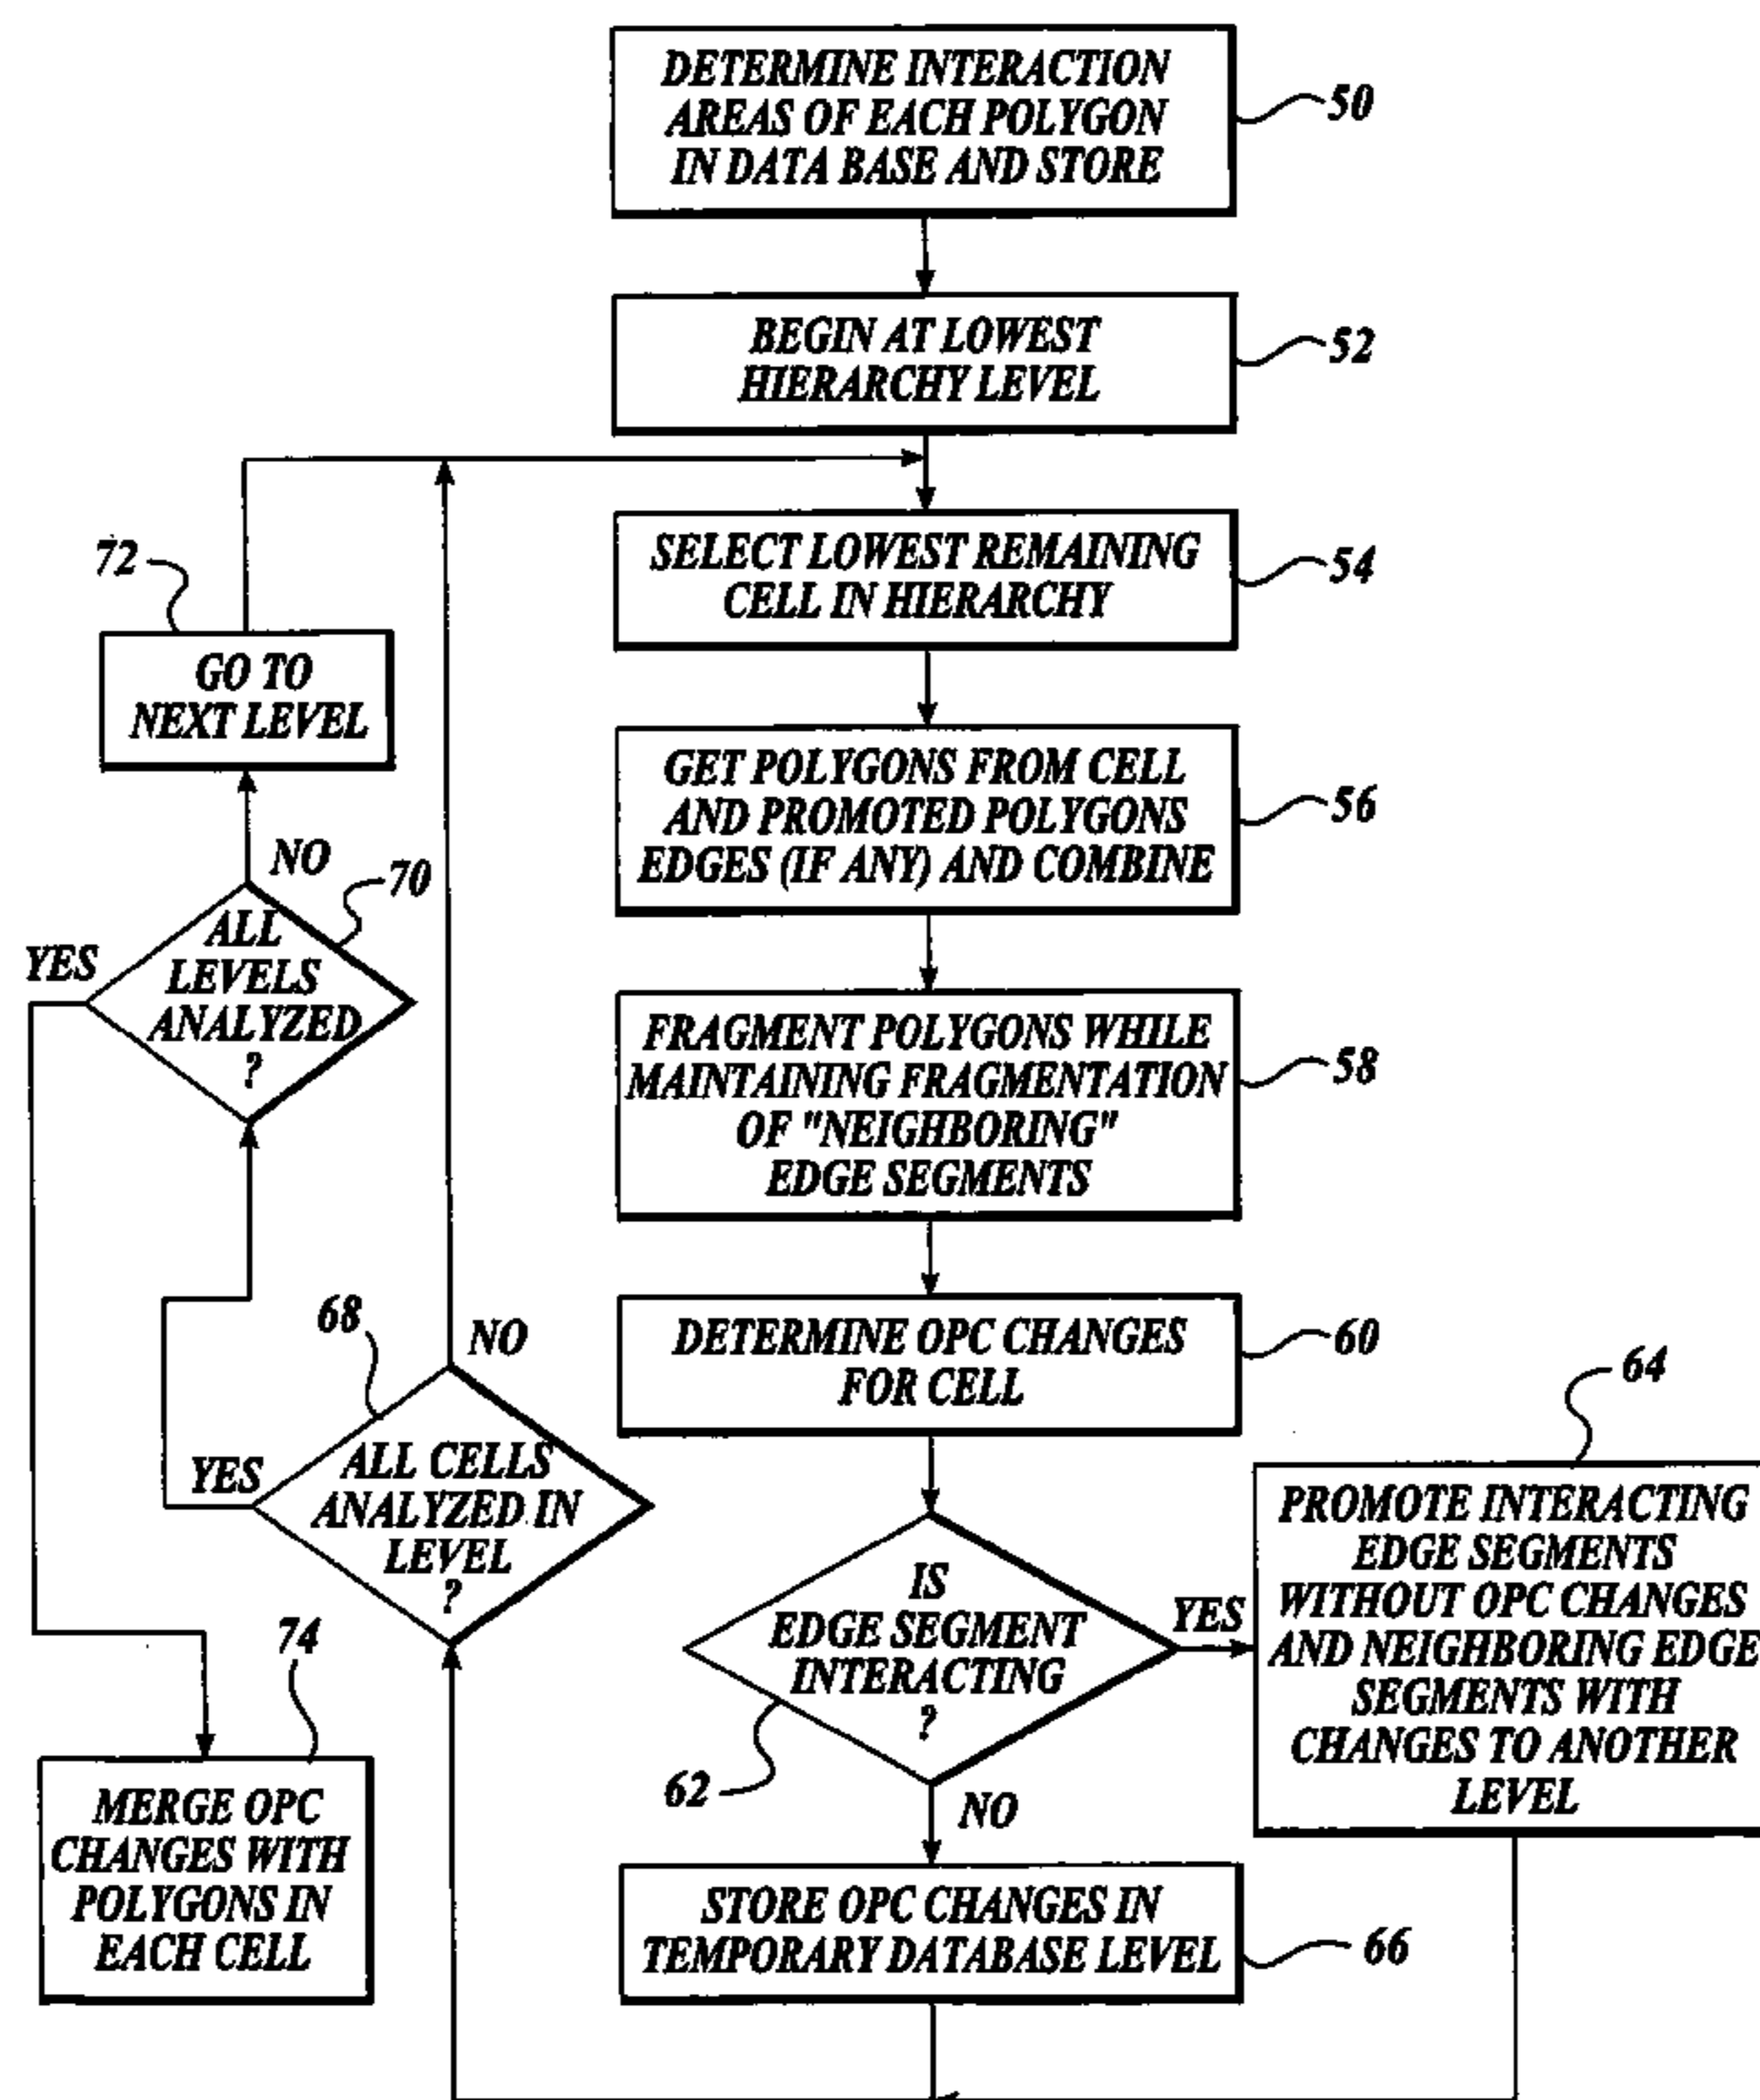 DETERMINE INTERACTION
AREAS OF EACH POLYGON
IN DATA BASE AND STORE
50
BEGIN AT LOWEST
HIERARCHY LEVEL
52
SELECT LOWEST REMAINING
CELL IN HIERARCHY
54
72
GO TO
NEXT LEVEL
GET POLYGONS FROM CELL
AND PROMOTED POLYGONS
EDGES (IF ANY) AND COMBINE
56
NO
70
YES
ALL
LEVELS
ANALYZED
?
FRAGMENT POLYGONS WHILE
MAINTAINING FRAGMENTATION
OF "NEIGHBORING"
EDGE SEGMENTS
58
DETERMINE OPC CHANGES
FOR CELL
60
68
NO
YES
ALL CELLS
ANALYZED IN
LEVEL
?
64
PROMOTE INTERACTING
EDGE SEGMENTS
WITHOUT OPC CHANGES
AND NEIGHBORING EDGE
SEGMENTS WITH
CHANGES TO ANOTHER
LEVEL
IS
EDGE SEGMENT
INTERACTING
?
YES
62
NO
74
MERGE OPC
CHANGES WITH
POLYGONS IN
EACH CELL
STORE OPC CHANGES IN
TEMPORARY DATABASE LEVEL
66